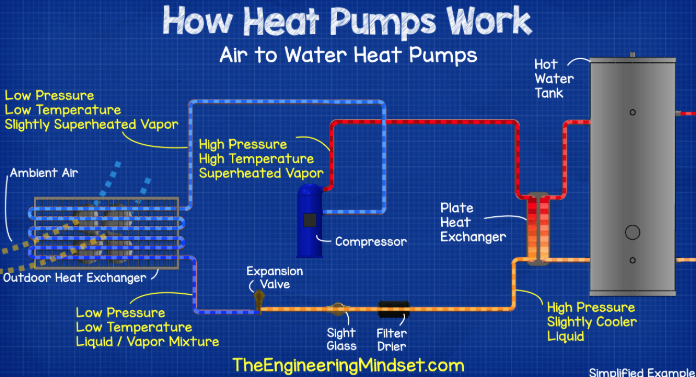 How Heat Pumps Work
Air to Water Heat Pumps
Hot
Water
Tank
Low Pressure
Low Temperature
Slightly Superheated Vapor
High Pressure
High Temperature
Superheated Vapor
Ambient Air
Plate
Heat
Exchanger
Compressor
Outdoor Heat Exchanger
Expansion
Valve
Low Pressure
Low Temperature
Liquid / Vapor Mixture
Sight
Glass
Filter
Drier
High Pressure
Slightly Cooler
Liquid
TheEngineeringMindset.com
Simplified Example